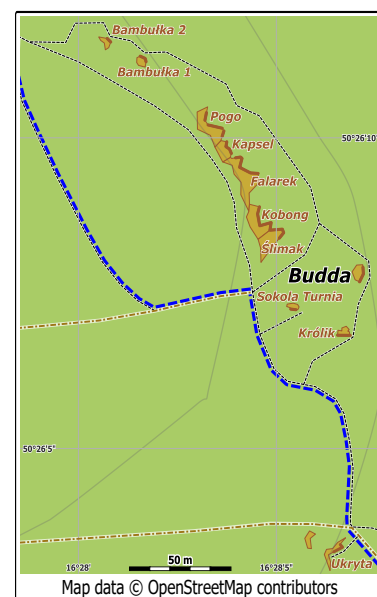 Bambułka 2
Bambułka 1
Pogo
50°26'10"
Kapsel
Falarek
Kobong
Ślimak
Budda
Sokola Turnia
Królik
50°26'5"
16°28'
50 m
16°28'5"
Ukryta
Map data © OpenStreetMap contributors